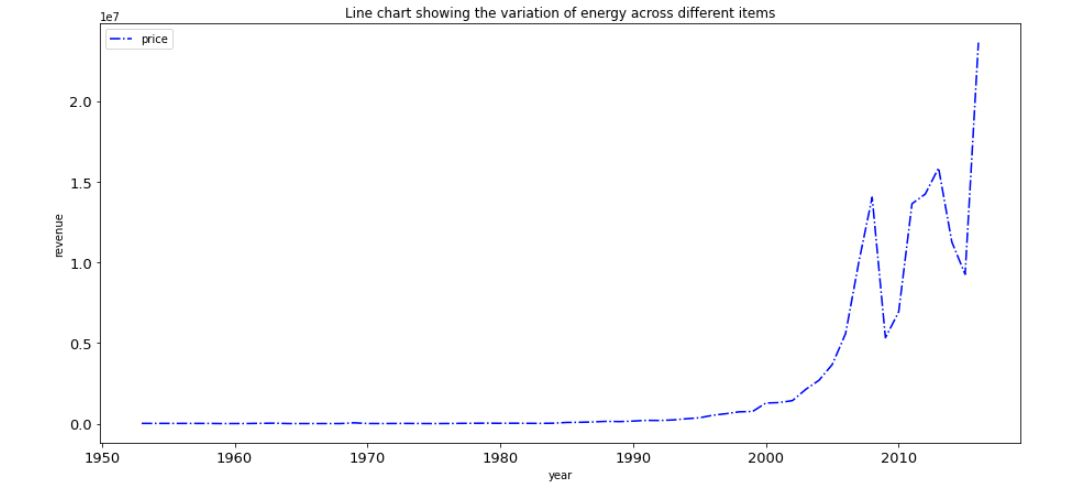 Line chart showing the variation of energy across different items
1e7
price
2.0
1.5
1.0
0.5
0.0
revenue
1950 1960 1970 1980 1990 2000 2010
year